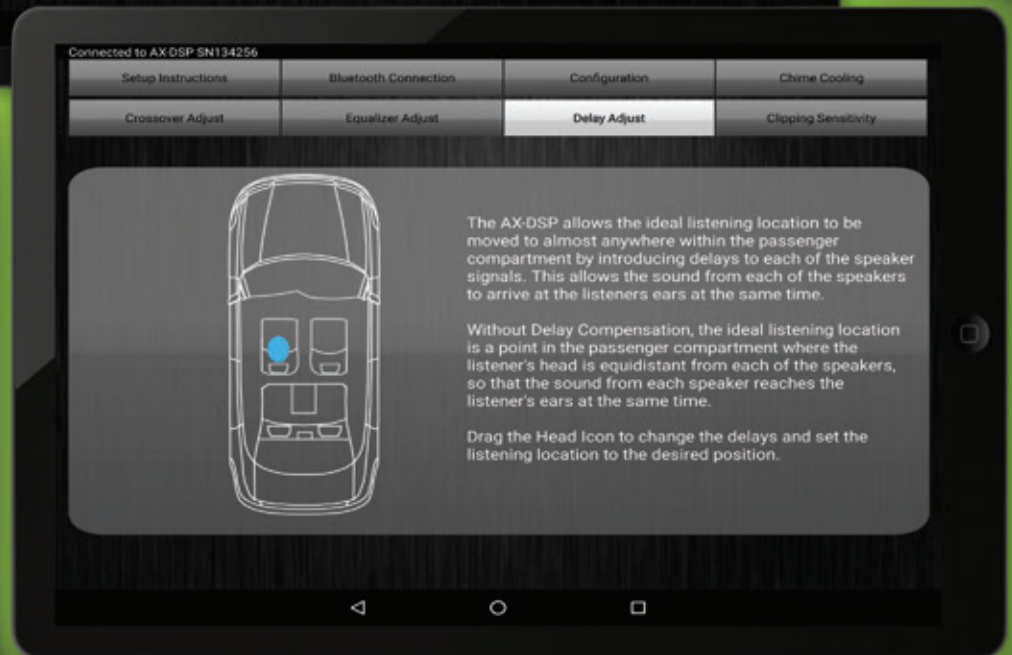 Connected to AX-DSP SN134256
Setup Instructions
Bluetooth Connection
Configuration
Chime Cooling
Crossover Adjust
Equalizer Adjust
Delay Adjust
Clipping Sensitivity
The AX-DSP allows the ideal listening location to be
moved to almost anywhere within the passenger
compartment by introducing delays to each of the speaker
signals. This allows the sound from each of the speakers
to arrive at the listeners ears at the same time.
Without Delay Compensation, the ideal listening location
is a point in the passenger compartment where the
listener's head is equidistant from each of the speakers,
so that the sound from each speaker reaches the
listener's ears at the same time.
Drag the Head Icon to change the delays and set the
listening location to the desired position.